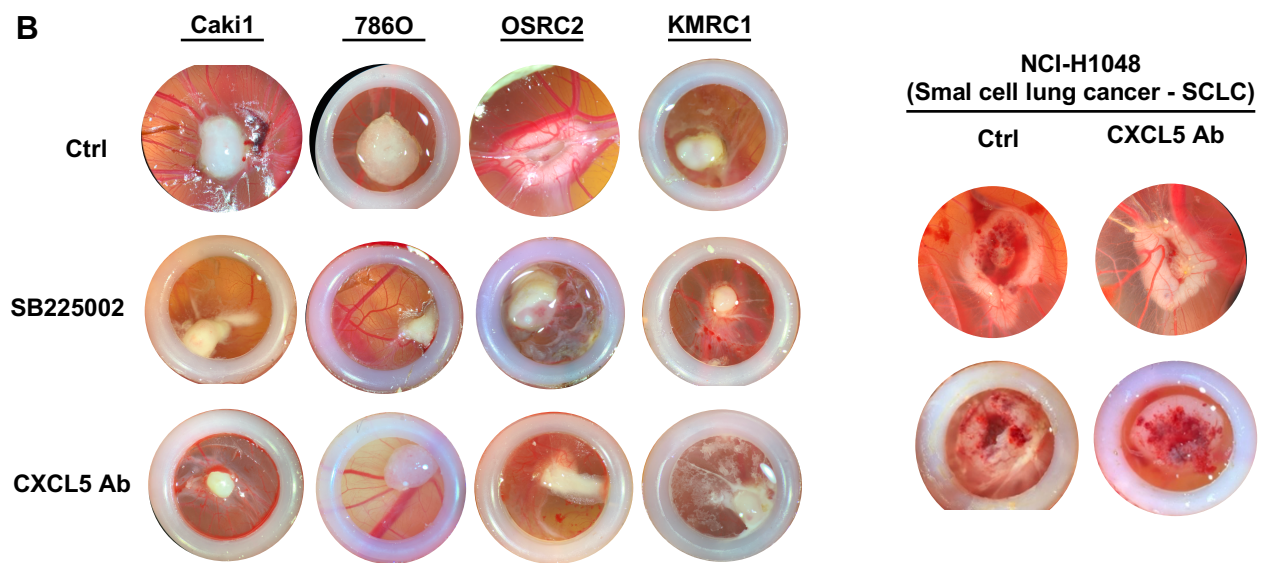 B
Caki1 786O OSRC2 KMRC1
NCI-H1048
(Smal cell lung cancer - SCLC)
Ctrl CXCL5 Ab
Ctrl
SB225002
CXCL5 Ab